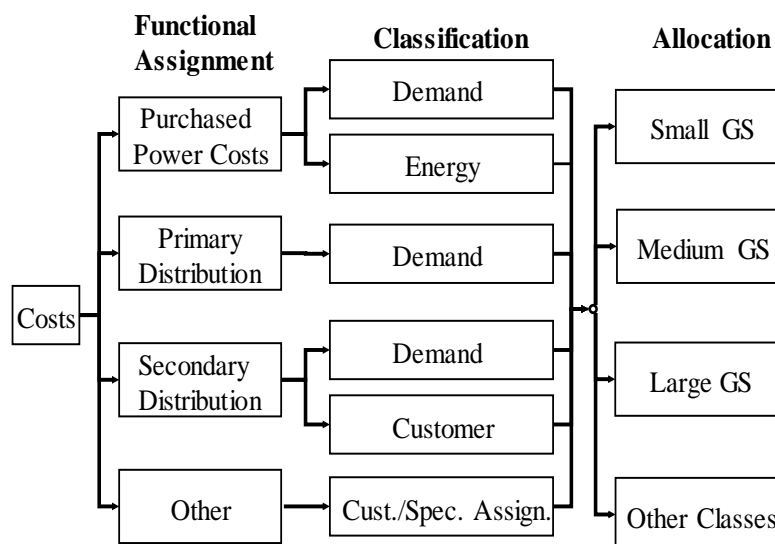 Functional
Assignment
Classification
Allocation
Costs
Purchased
Power Costs
Primary
Distribution
Secondary
Distribution
Other
Demand
Energy
Demand
Demand
Customer
Cust./Spec. Assign.
Small GS
Medium GS
Large GS
Other Classes